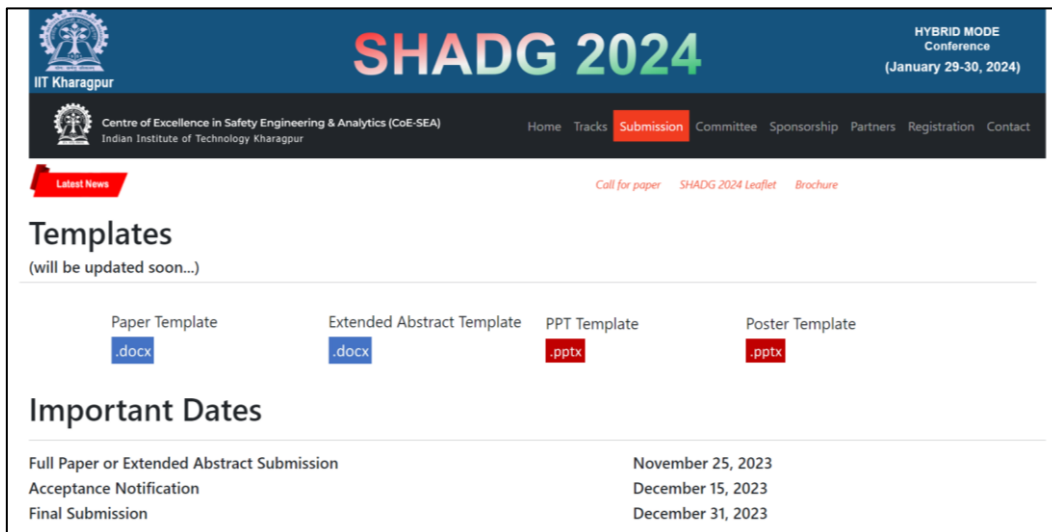 IIT Kharagpur
SHADG 2024
HYBRID MODE
Conference
(January 29-30, 2024)
Centre of Excellence in Safety Engineering & Analytics (CoE-SEA)
Indian Institute of Technology Kharagpur
Home Tracks Submission Committee Sponsorship Partners Registration Contact
Latest News
Call for paper SHADG 2024 Leaflet Brochure
Templates
(will be updated soon...)
Paper Template Extended Abstract Template PPT Template Poster Template
.docx .docx .pptx .pptx
Important Dates
Full Paper or Extended Abstract Submission November 25, 2023
Acceptance Notification December 15, 2023
Final Submission December 31, 2023